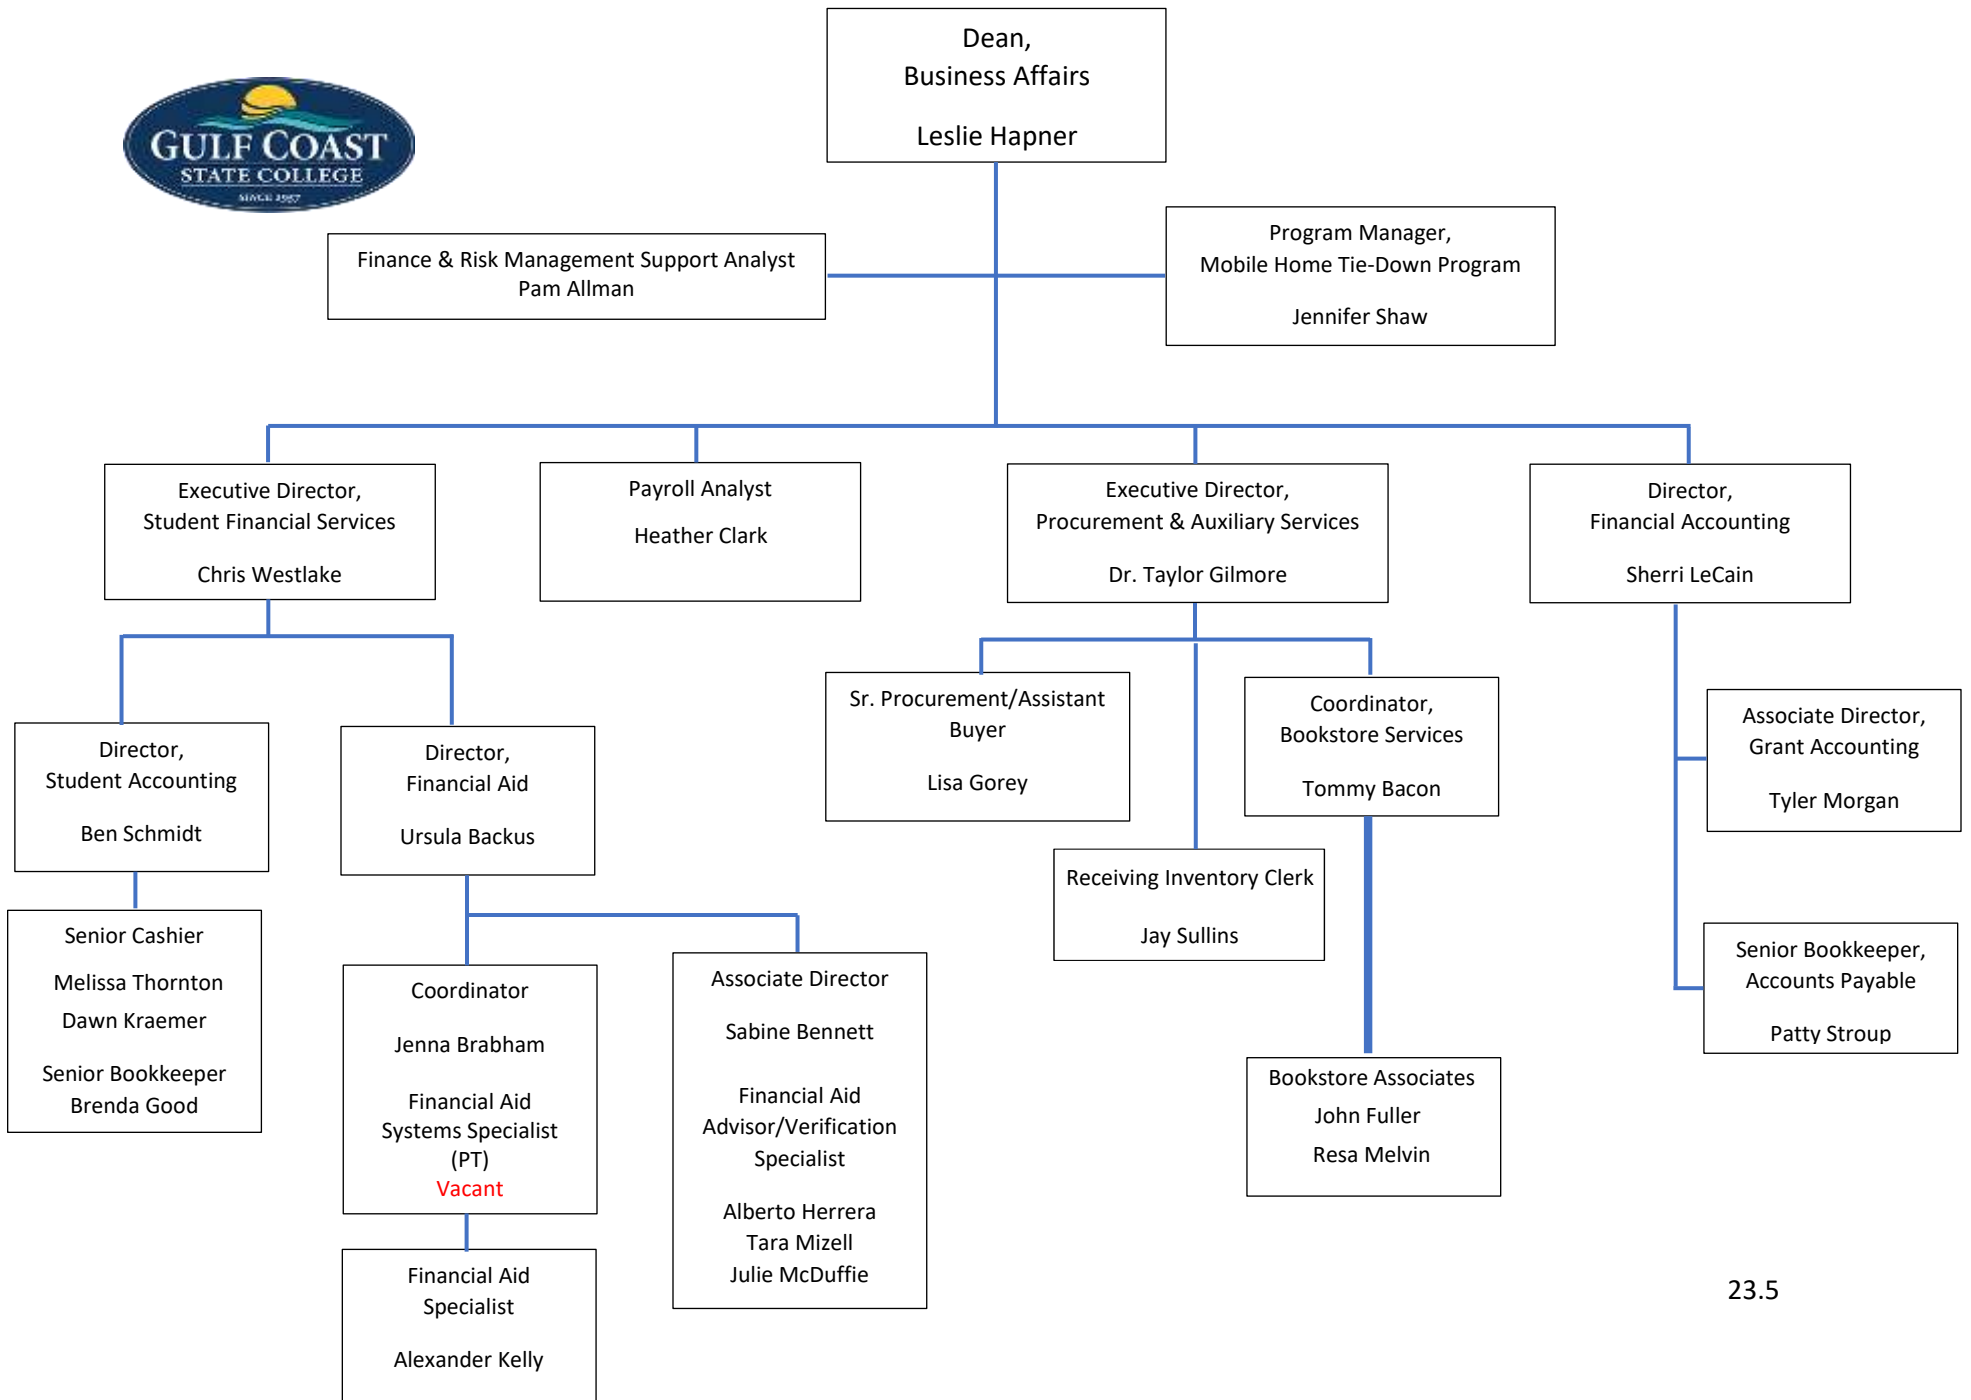 Dean,
Business Affairs
Leslie Hapner
GULF COAST
STATE COLLEGE
SINCE 1957
Finance & Risk Management Support Analyst
Pam Allman
Program Manager,
Mobile Home Tie-Down Program
Jennifer Shaw
Executive Director,
Student Financial Services
Chris Westlake
Payroll Analyst
Heather Clark
Executive Director,
Procurement & Auxiliary Services
Dr. Taylor Gilmore
Director,
Financial Accounting
Sherri LeCain
Director,
Student Accounting
Ben Schmidt
Director,
Financial Aid
Ursula Backus
Sr. Procurement/Assistant
Buyer
Lisa Gorey
Coordinator,
Bookstore Services
Tommy Bacon
Associate Director,
Grant Accounting
Tyler Morgan
Receiving Inventory Clerk
Jay Sullins
Senior Cashier
Melissa Thornton
Dawn Kraemer
Senior Bookkeeper
Brenda Good
Coordinator
Jenna Brabham
Financial Aid
Systems Specialist
(PT)
Vacant
Associate Director
Sabine Bennett
Financial Aid
Advisor/Verification
Specialist
Alberto Herrera
Tara Mizell
Julie McDuffie
Senior Bookkeeper,
Accounts Payable
Patty Stroup
Bookstore Associates
John Fuller
Resa Melvin
Financial Aid
Specialist
Alexander Kelly
23.5